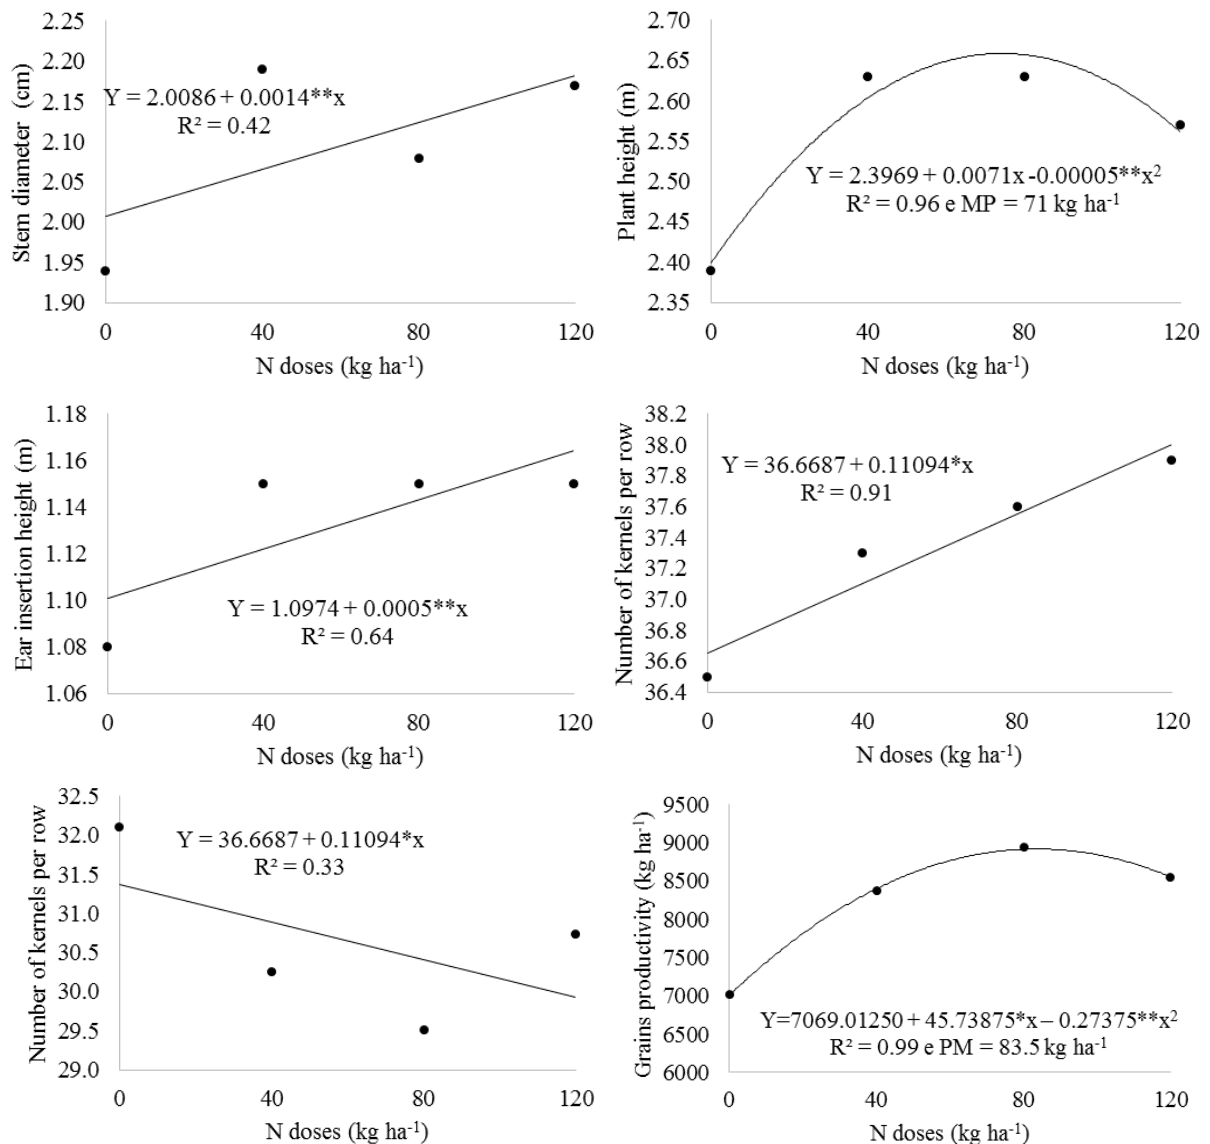 Stem diameter (cm)
2.25
2.20
2.15
2.10
2.05
2.00
1.95
1.90
Y = 2.0086 + 0.0014**x
R² = 0.42
0 40 80 120
N doses (kg ha⁻¹)
Plant height (m)
2.70
2.65
2.60
2.55
2.50
2.45
2.40
2.35
Y = 2.3969 + 0.0071x -0.00005**x²
R² = 0.96 e MP = 71 kg ha⁻¹
0 40 80 120
N doses (kg ha⁻¹)
Ear insertion height (m)
1.18
1.16
1.14
1.12
1.10
1.08
1.06
Y = 1.0974 + 0.0005**x
R² = 0.64
0 40 80 120
N doses (kg ha⁻¹)
Number of kernels per row
38.2
38.0
37.8
37.6
37.4
37.2
37.0
36.8
36.6
36.4
Y = 36.6687 + 0.11094*x
R² = 0.91
0 40 80 120
N doses (kg ha⁻¹)
Number of kernels per row
32.5
32.0
31.5
31.0
30.5
30.0
29.5
29.0
Y = 36.6687 + 0.11094*x
R² = 0.33
0 40 80 120
N doses (kg ha⁻¹)
Grains productivity (kg ha⁻¹)
9500
9000
8500
8000
7500
7000
6500
6000
Y=7069.01250 + 45.73875*x – 0.27375**x²
R² = 0.99 e PM = 83.5 kg ha⁻¹
0 40 80 120
N doses (kg ha⁻¹)